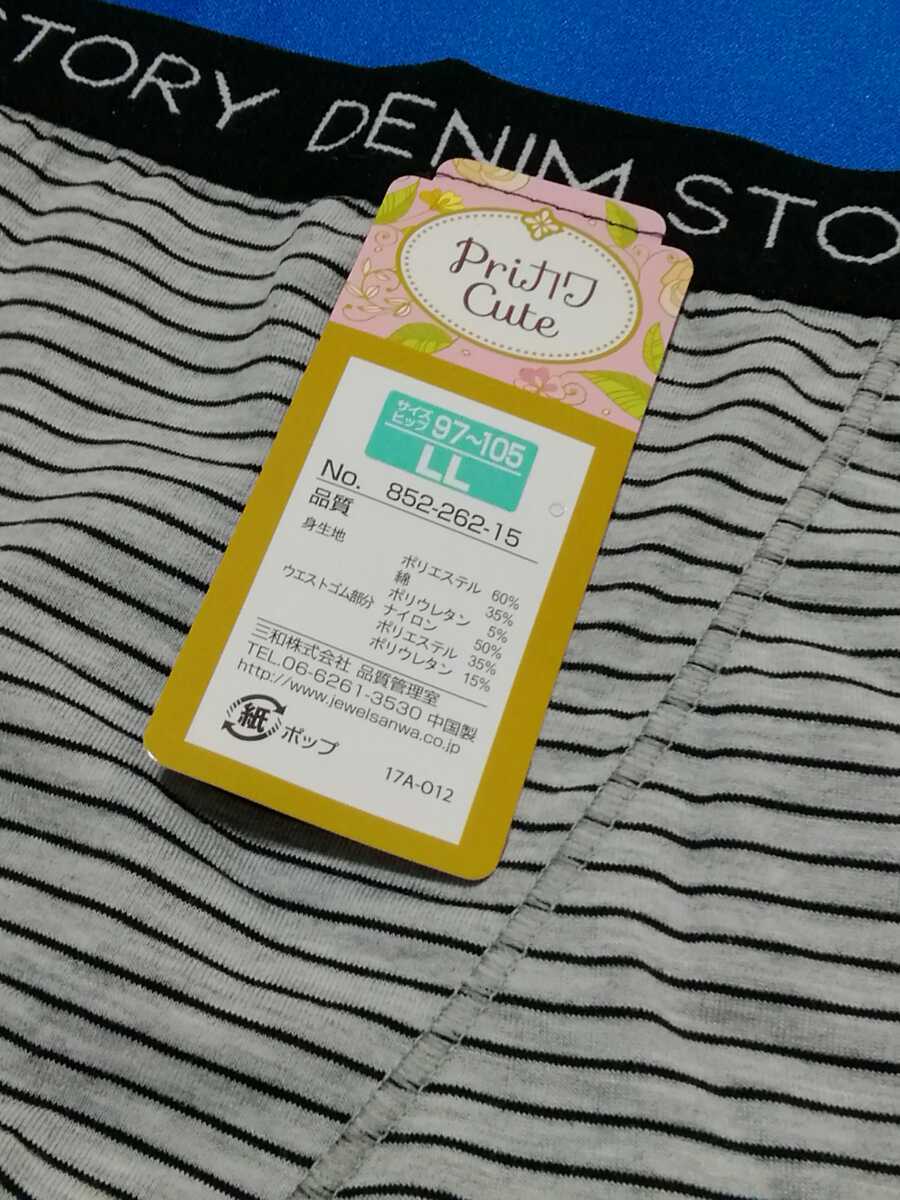 STORY DENIM STO
Priカワ
Cute
サイズ
ヒップ 97~105
LL
No. 852-262-15
品質
身生地
ポリエステル 60%
綿 35%
ポリウレタン 5%
ウエストゴム部分 ナイロン 50%
ポリエステル 35%
ポリウレタン 15%
三和株式会社 品質管理室
TEL.06-6261-3530 中国製
http://www.jewelsanwa.co.jp
紙 ポップ
17A-012